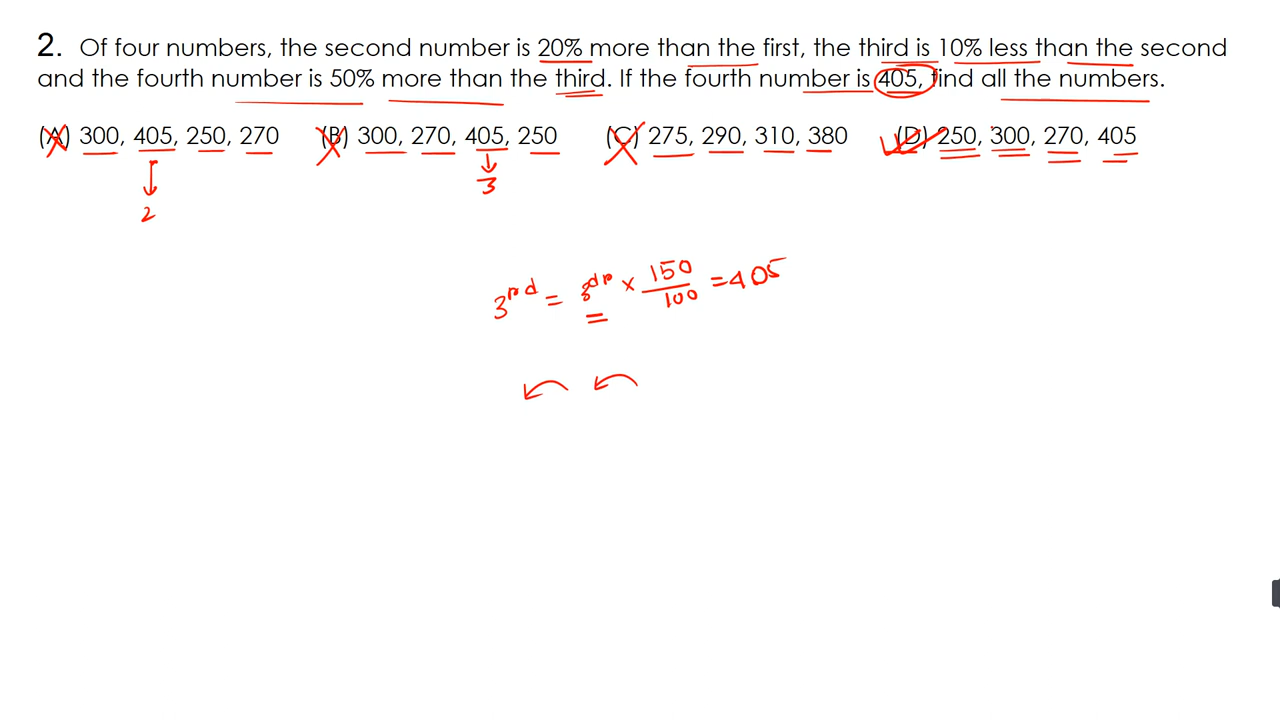 2. Of four numbers, the second number is 20% more than the first, the third is 10% less than the second
and the fourth number is 50% more than the third. If the fourth number is 405, find all the numbers.
(A) 300, 405, 250, 270 (B) 300, 270, 405, 250 (C) 275, 290, 310, 380 (D) 250, 300, 270, 405
3
2
3rd = 3rd × 150/100 = 405